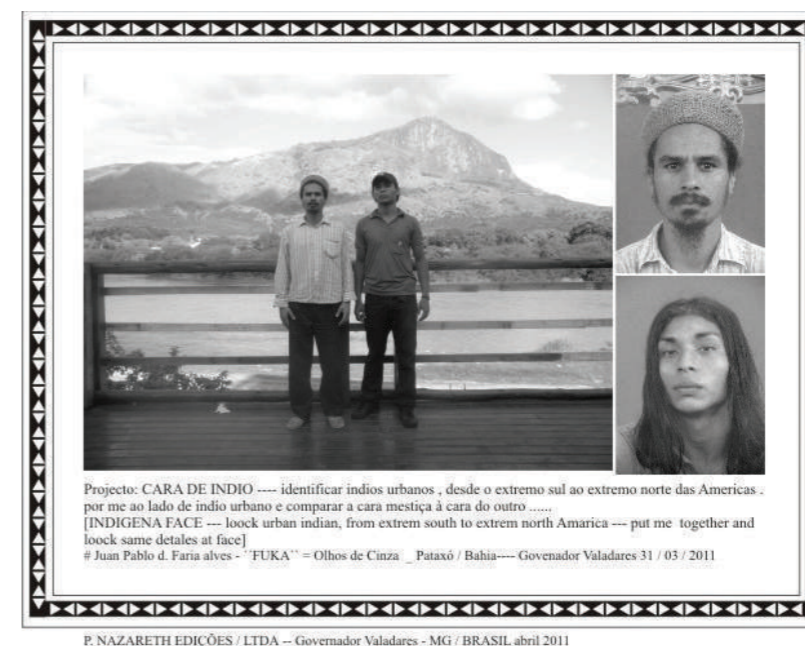 Projecto: CARA DE INDIO ---- identificar indios urbanos , desde o extremo sul ao extremo norte das Americas .
por me ao lado de indio urbano e comparar a cara mestiça à cara do outro ......
[INDIGENA FACE --- loock urban indian, from extrem south to extrem north Amarica --- put me together and
loock same detales at face]
# Juan Pablo d. Faria alves - ´´FUKA`` = Olhos de Cinza _ Pataxó / Bahia---- Govenador Valadares 31 / 03 / 2011
P. NAZARETH EDIÇÕES / LTDA -- Governador Valadares - MG / BRASIL abril 2011